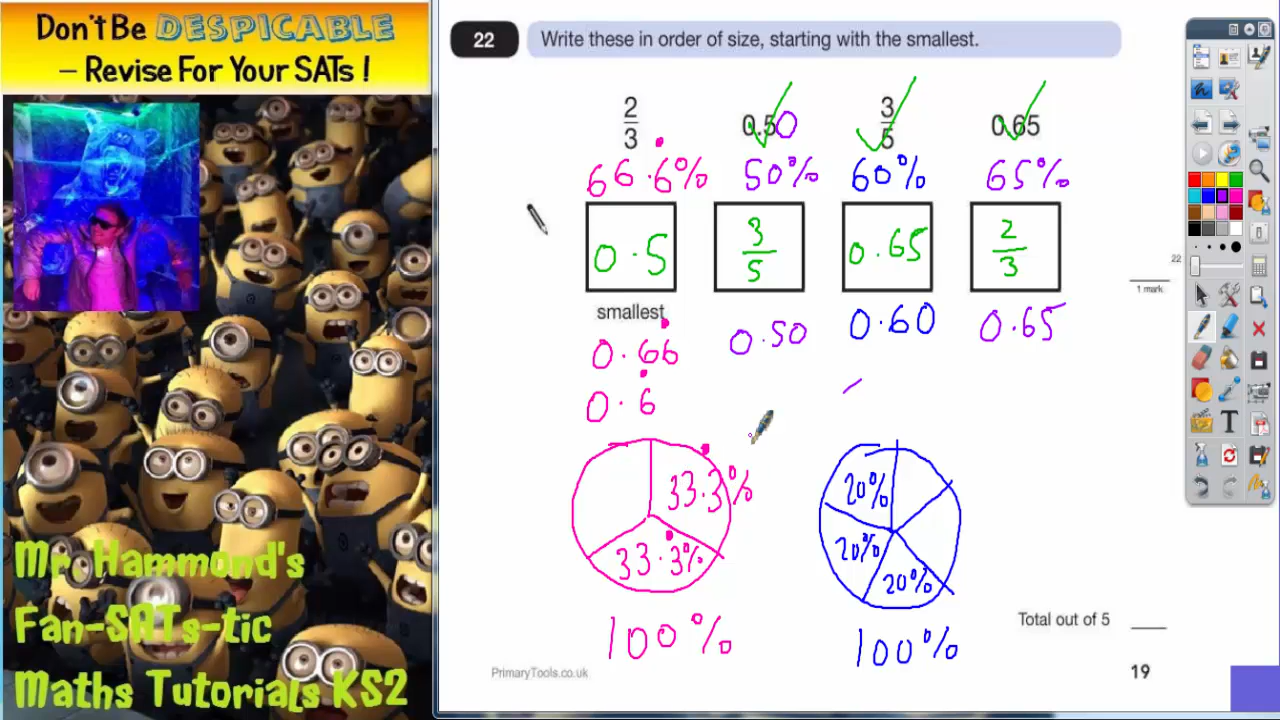 Don't Be DESPICABLE
– Revise For Your SATs !
Mr. Hammond's
Fan-SATs-tic
Maths Tutorials KS2
22 Write these in order of size, starting with the smallest.
2/3 0.50 3/5 0.65
66.6̇% 50% 60% 65%
0.5 3/5 0.65 2/3
22
1 mark
smallest
0.66̇ 0.50 0.60 0.65
0.6̇
33.3̇% 20%
33.3̇% 20% 20%
100% 100%
Total out of 5
PrimaryTools.co.uk 19